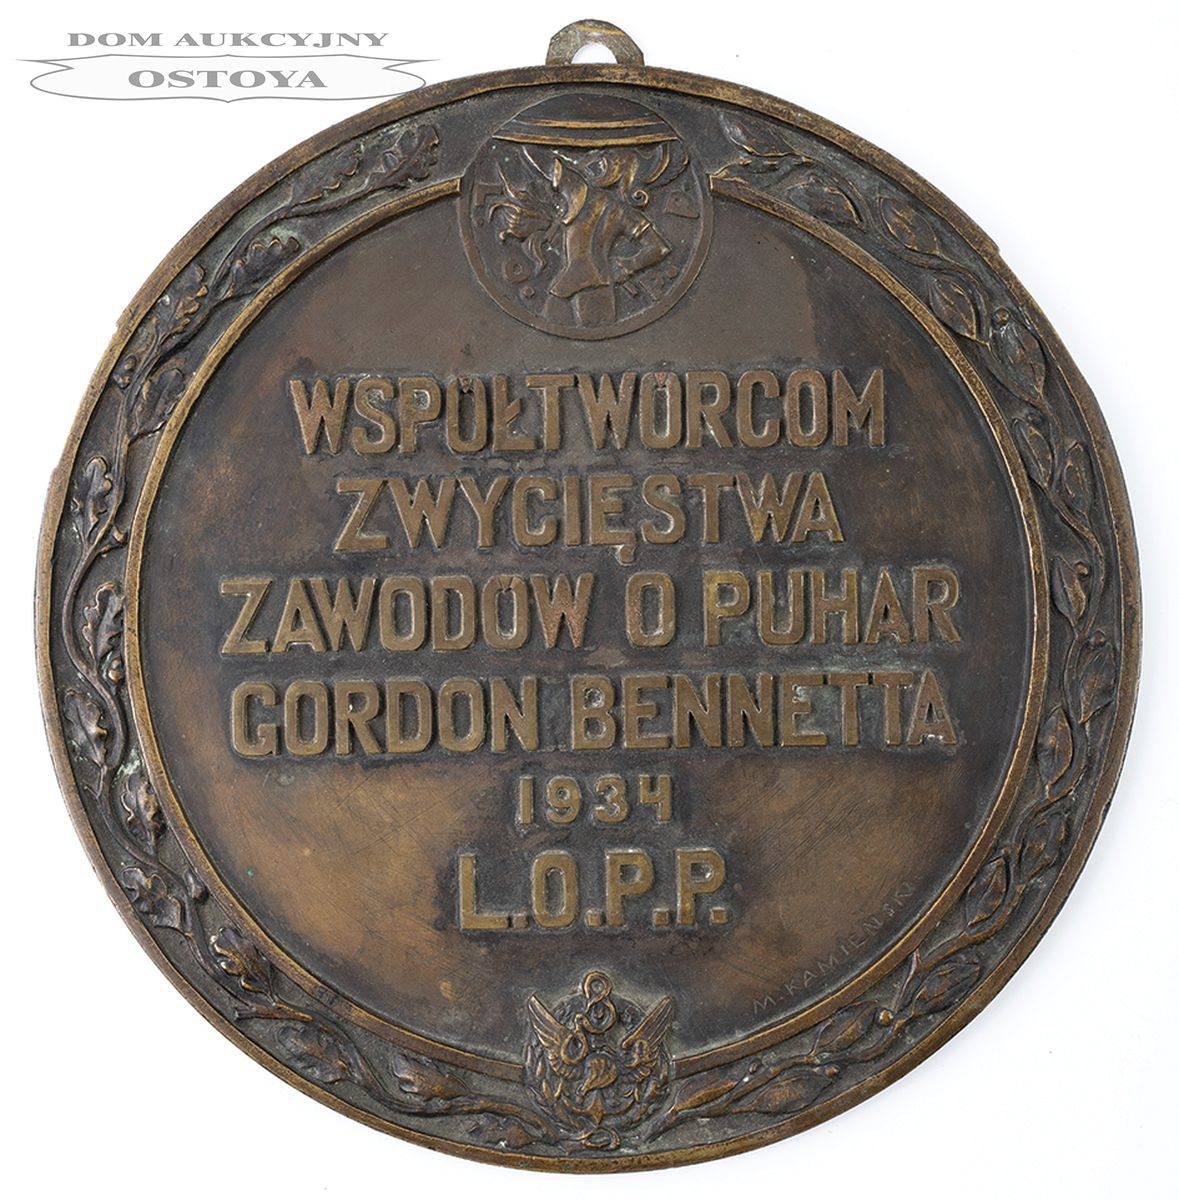 DOM AUKCYJNY
OSTOYA
WSPÓŁTWÓRCOM
ZWYCIĘSTWA
ZAWODÓW O PUHAR
GORDON BENNETTA
1934
L.O.P.P.
M. KAMIEŃSKI